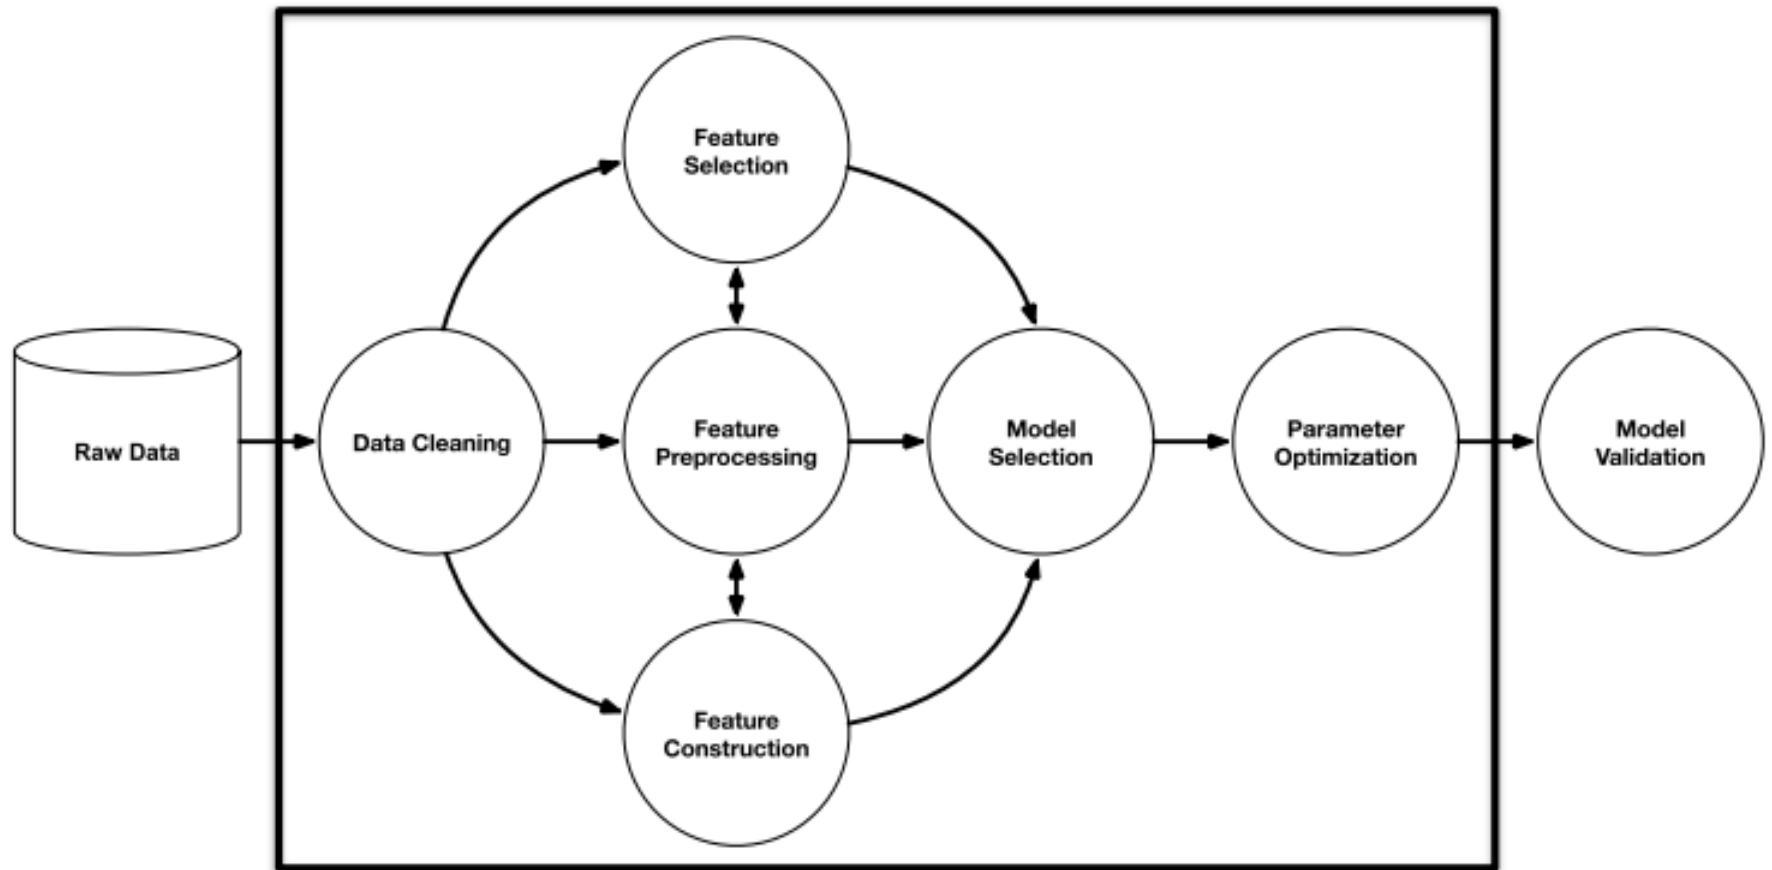 Feature
Selection
Raw Data
Data Cleaning
Feature
Preprocessing
Model
Selection
Parameter
Optimization
Model
Validation
Feature
Construction